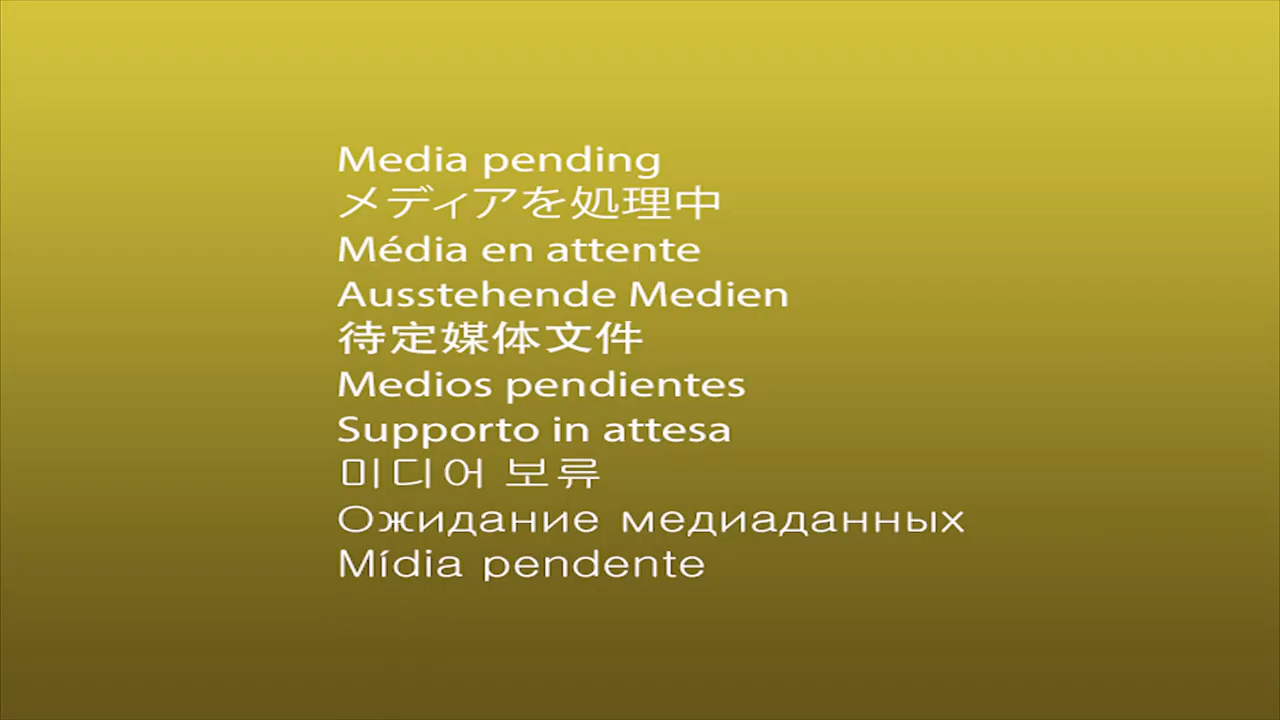 Media pending
メディアを処理中
Média en attente
Ausstehende Medien
待定媒体文件
Medios pendientes
Supporto in attesa
미디어 보류
Ожидание медиаданных
Mídia pendente